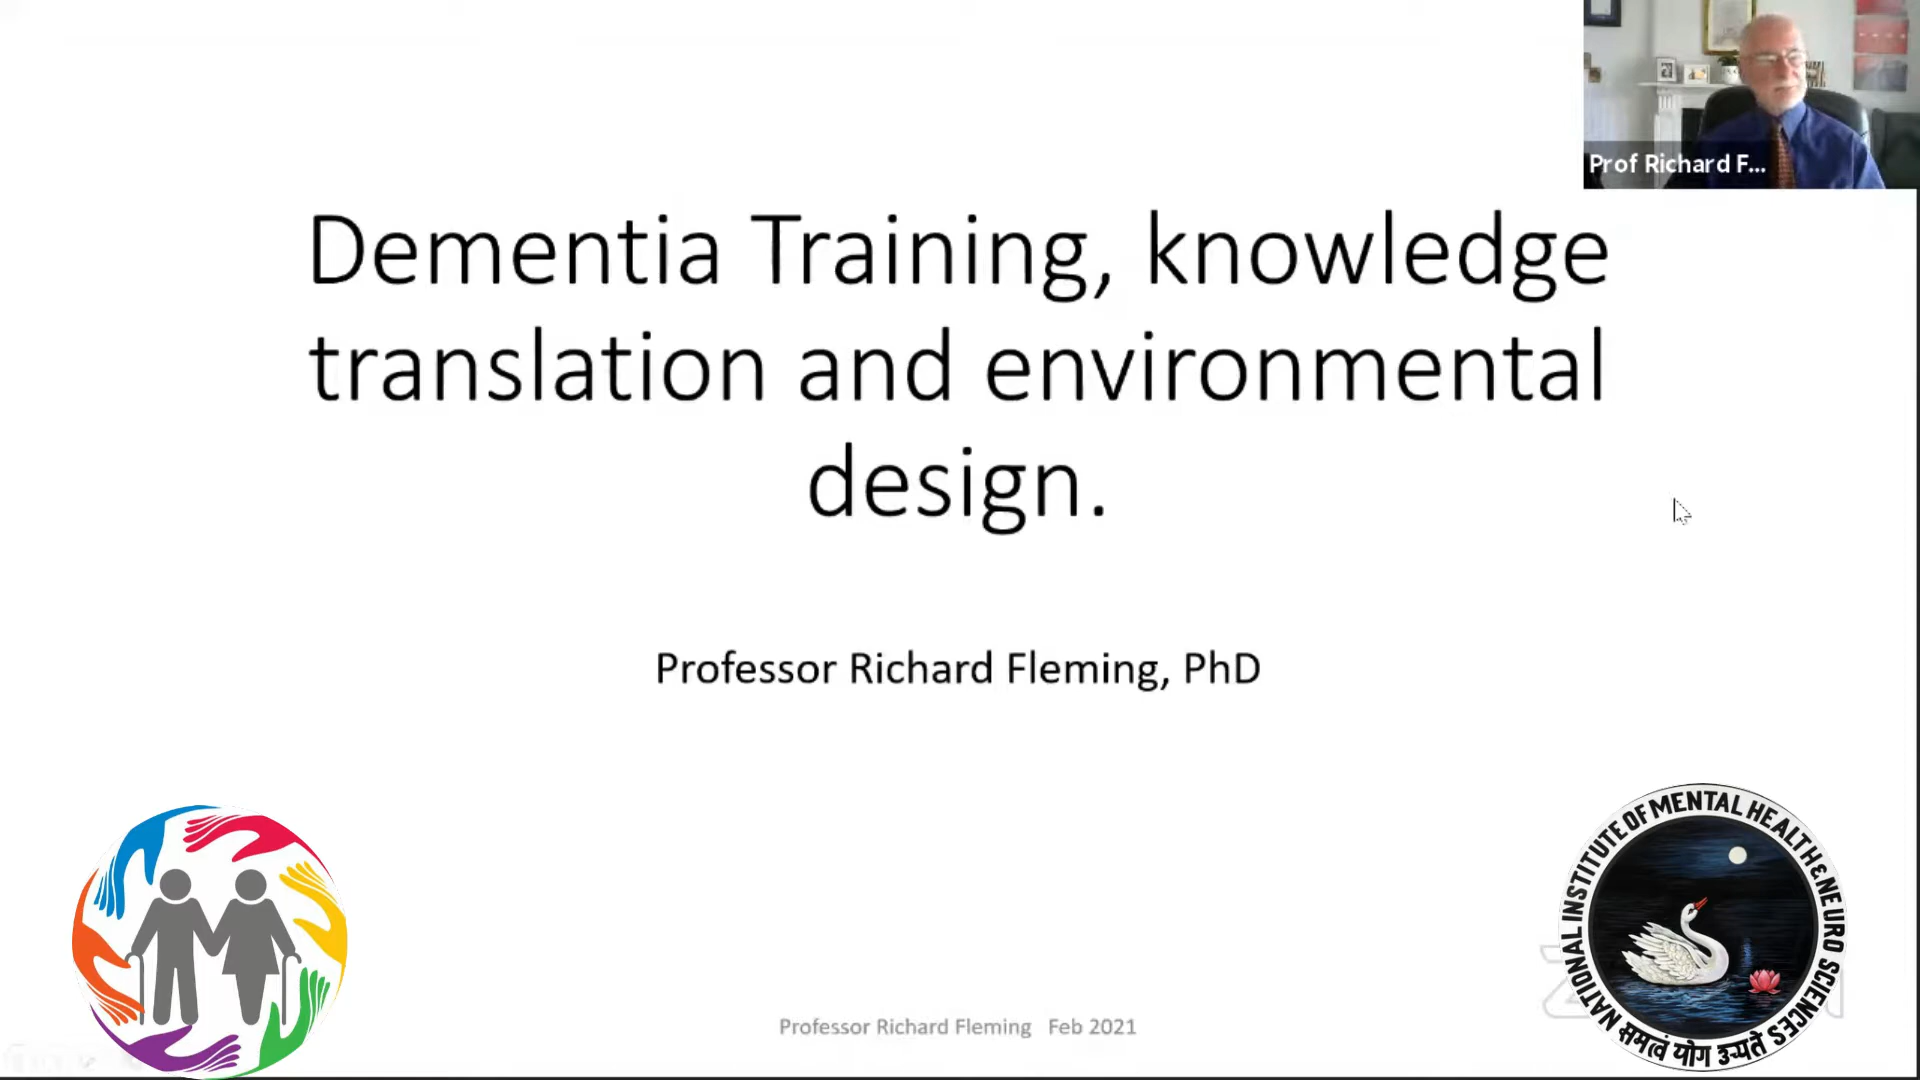 Prof Richard F...
Dementia Training, knowledge
translation and environmental
design.
Professor Richard Fleming, PhD
Professor Richard Fleming Feb 2021
NATIONAL INSTITUTE OF MENTAL HEALTH & NEURO SCIENCES
समत्वं योग उच्यते